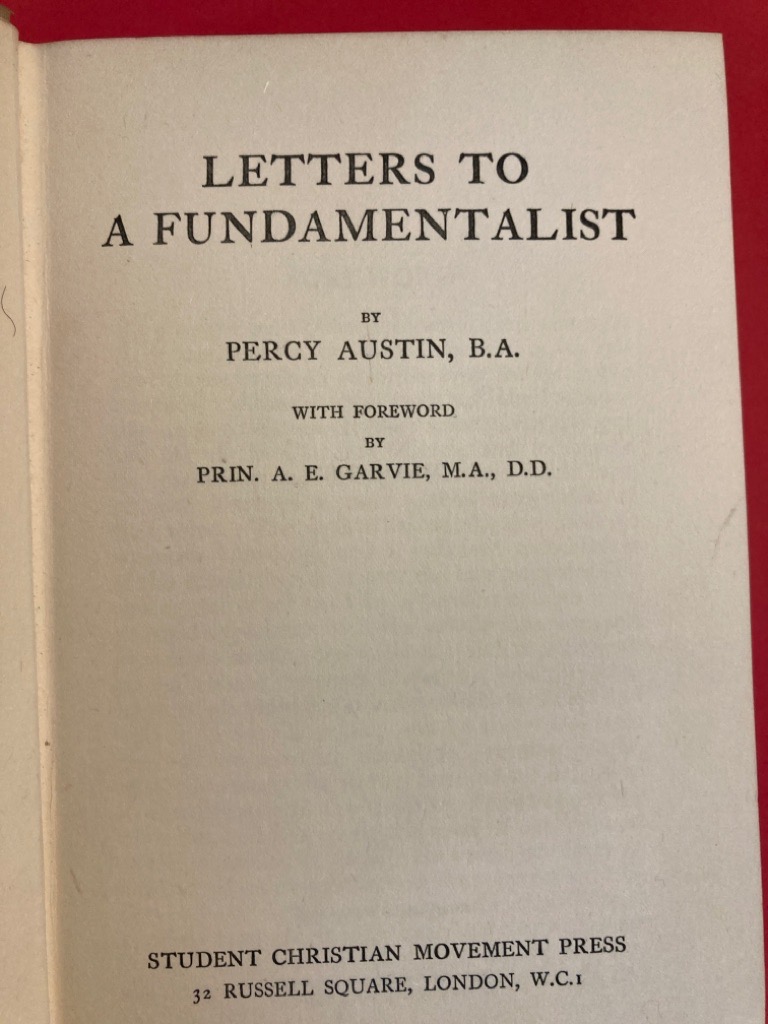 LETTERS TO
A FUNDAMENTALIST
BY
PERCY AUSTIN, B.A.
WITH FOREWORD
BY
PRIN. A. E. GARVIE, M.A., D.D.
STUDENT CHRISTIAN MOVEMENT PRESS
32 RUSSELL SQUARE, LONDON, W.C.1